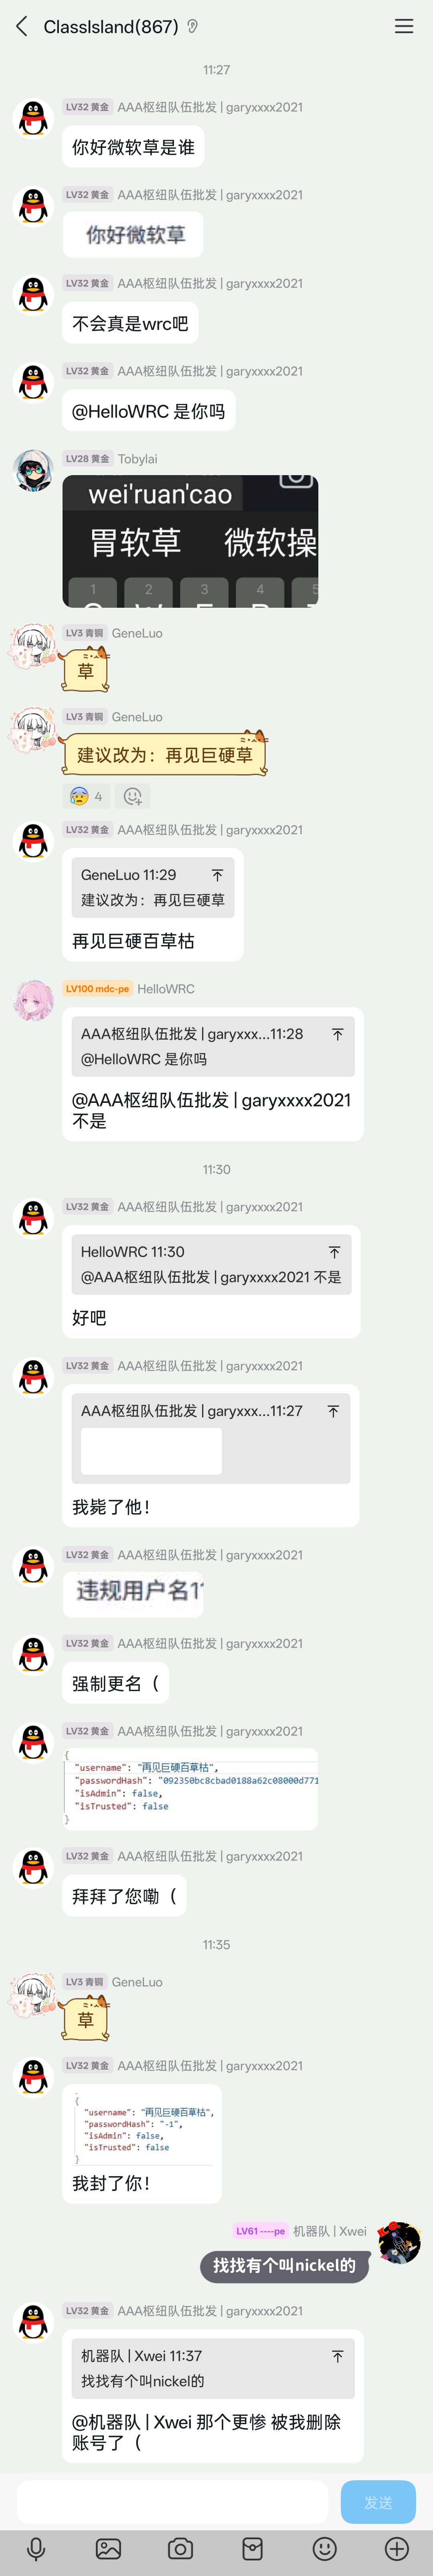 ClassIsland(867)
11:27
LV32 黄金 AAA枢纽队伍批发 | garyxxxx2021
你好微软草是谁
LV32 黄金 AAA枢纽队伍批发 | garyxxxx2021
你好微软草
LV32 黄金 AAA枢纽队伍批发 | garyxxxx2021
不会真是wrc吧
LV32 黄金 AAA枢纽队伍批发 | garyxxxx2021
@HelloWRC 是你吗
LV28 黄金 Tobylai
wei'ruan'cao
胃软草 微软操
1 2 3 4 5
LV3 青铜 GeneLuo
草
LV3 青铜 GeneLuo
建议改为：再见巨硬草
4
LV32 黄金 AAA枢纽队伍批发 | garyxxxx2021
GeneLuo 11:29
建议改为：再见巨硬草
再见巨硬百草枯
LV100 mdc-pe HelloWRC
AAA枢纽队伍批发 | garyxxx...11:28
@HelloWRC 是你吗
@AAA枢纽队伍批发 | garyxxxx2021
不是
11:30
LV32 黄金 AAA枢纽队伍批发 | garyxxxx2021
HelloWRC 11:30
@AAA枢纽队伍批发 | garyxxxx2021 不是
好吧
LV32 黄金 AAA枢纽队伍批发 | garyxxxx2021
AAA枢纽队伍批发 | garyxxx...11:27
我毙了他！
LV32 黄金 AAA枢纽队伍批发 | garyxxxx2021
违规用户名1
LV32 黄金 AAA枢纽队伍批发 | garyxxxx2021
强制更名（
LV32 黄金 AAA枢纽队伍批发 | garyxxxx2021
{
"username": "再见巨硬百草枯",
"passwordHash": "092350bc8cbad0188a62c08000d771
"isAdmin": false,
"isTrusted": false
}
LV32 黄金 AAA枢纽队伍批发 | garyxxxx2021
拜拜了您嘞（
11:35
LV3 青铜 GeneLuo
草
LV32 黄金 AAA枢纽队伍批发 | garyxxxx2021
{
"username": "再见巨硬百草枯",
"passwordHash": "-1",
"isAdmin": false,
"isTrusted": false
}
我封了你！
LV61 ----pe 机器队 | Xwei
找找有个叫nickel的
LV32 黄金 AAA枢纽队伍批发 | garyxxxx2021
机器队 | Xwei 11:37
找找有个叫nickel的
@机器队 | Xwei 那个更惨 被我删除
账号了（
发送